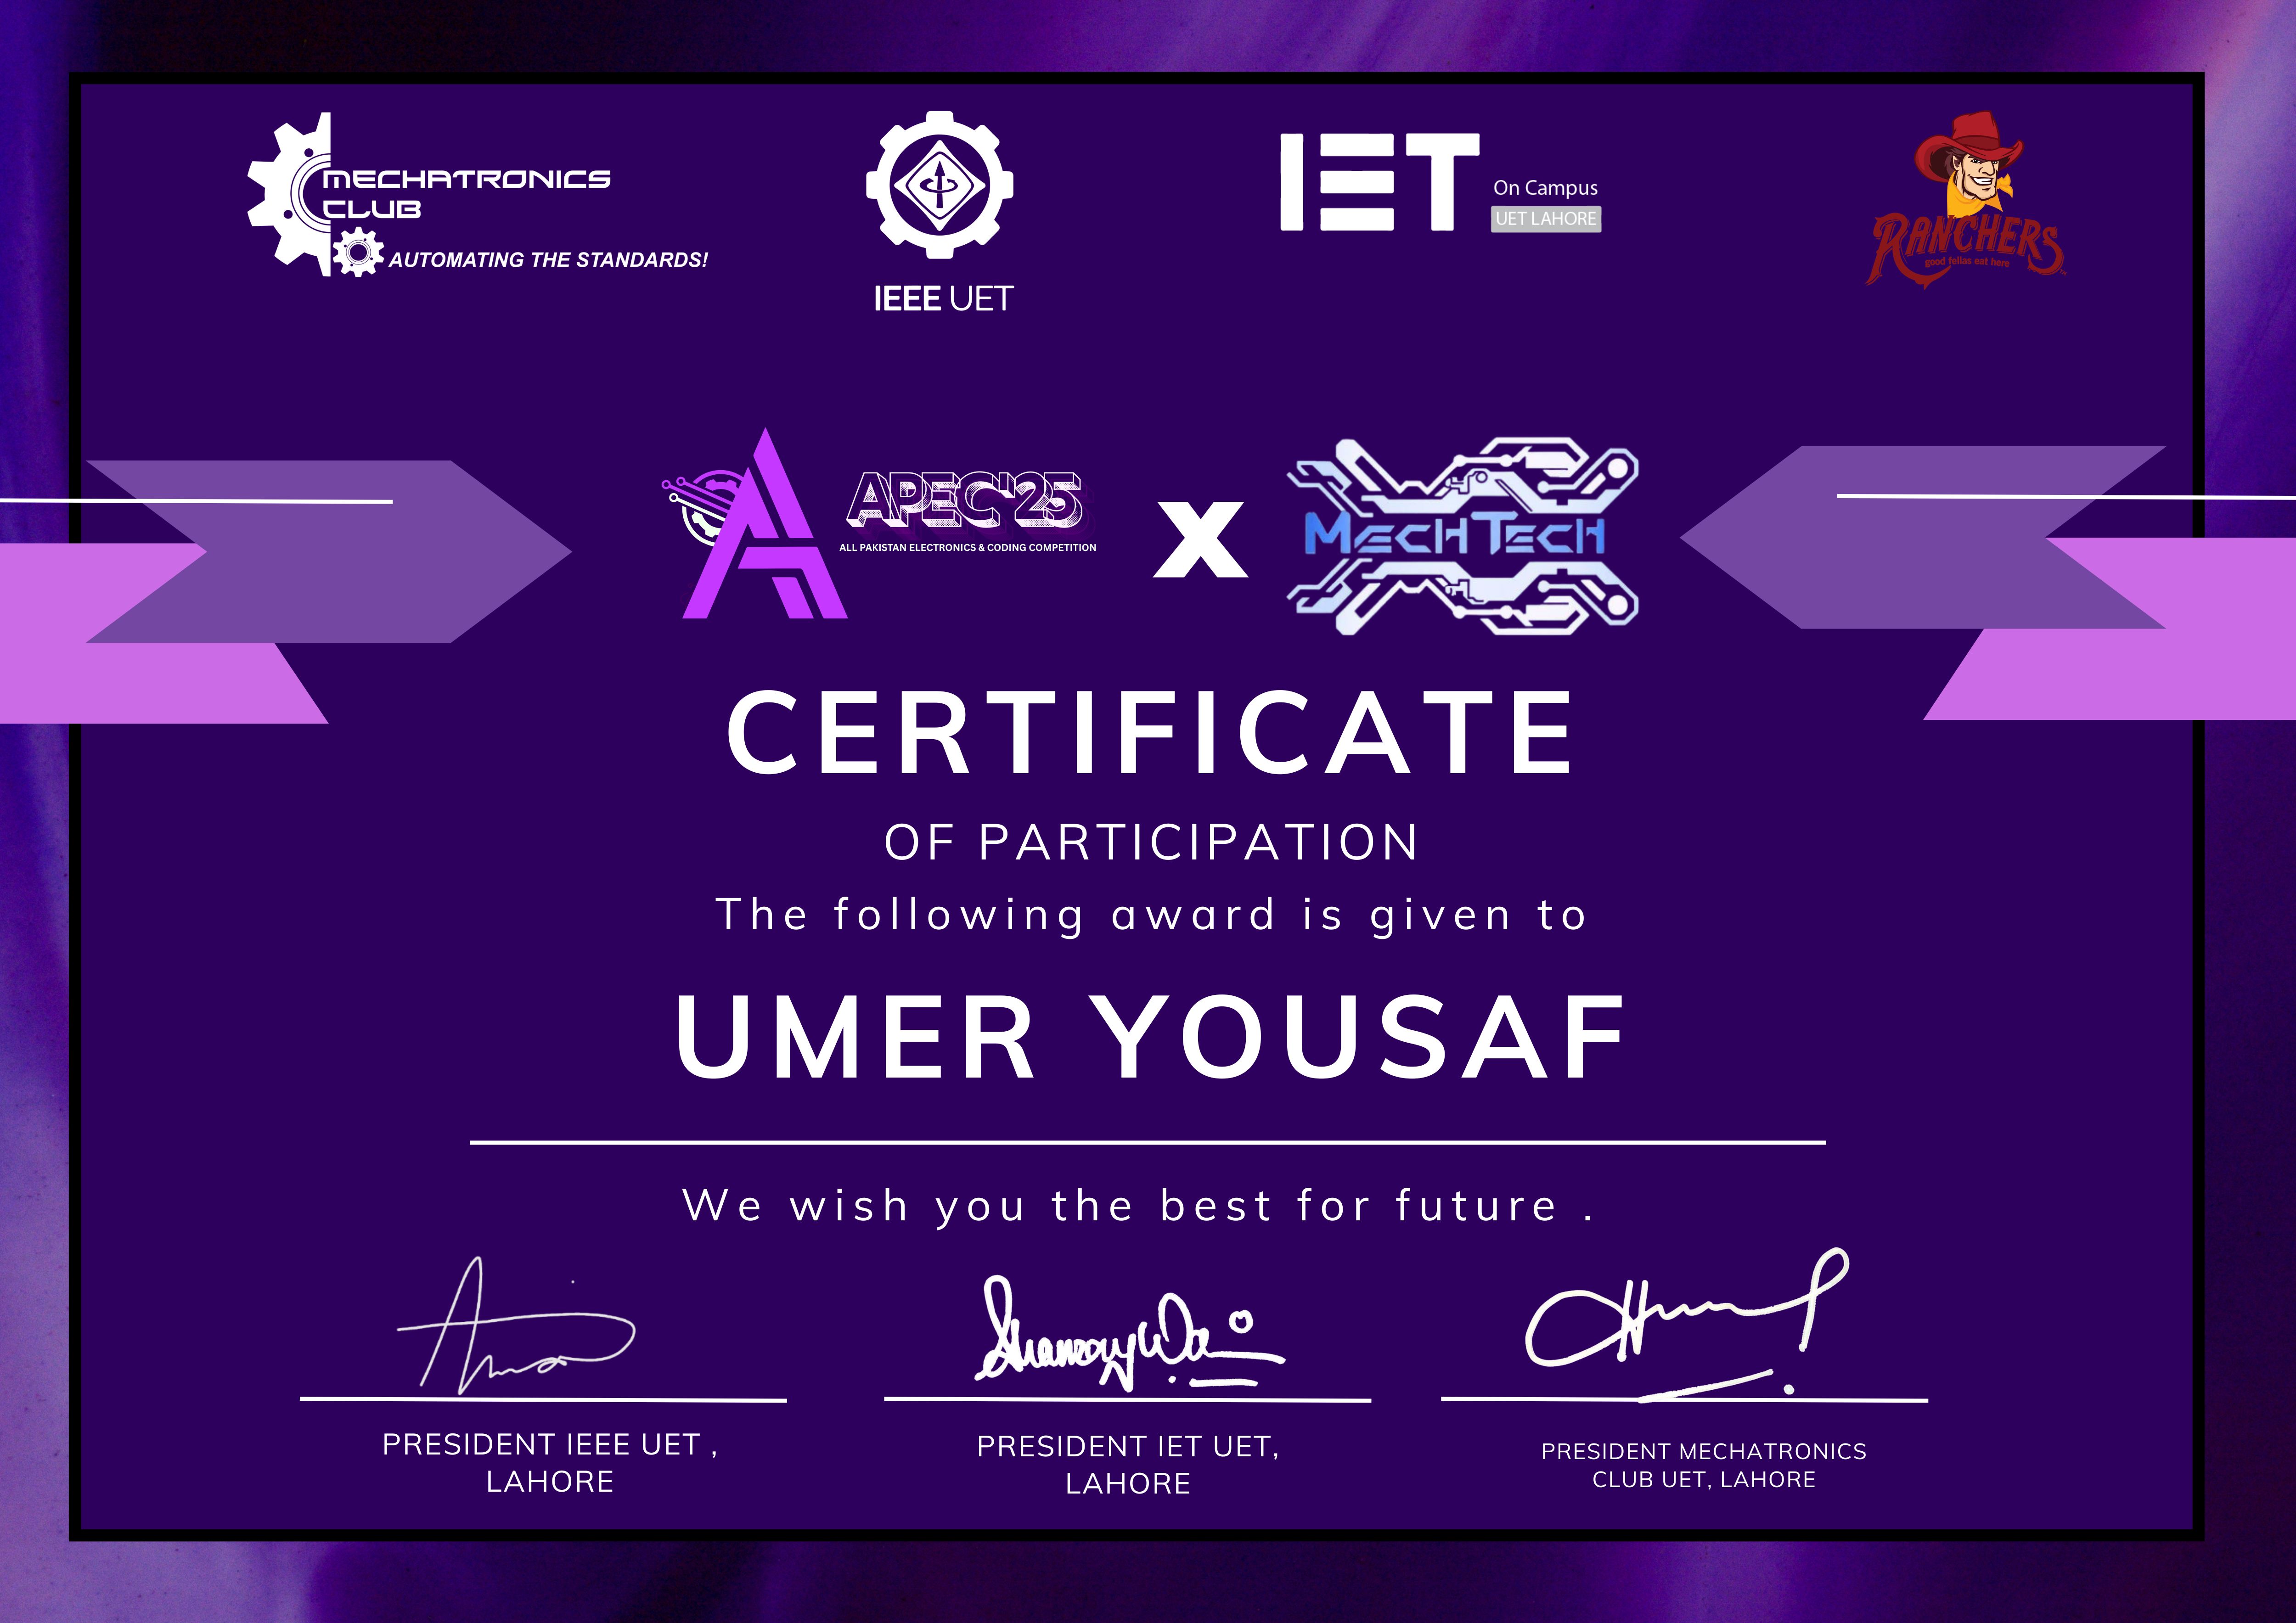 MECHATRONICS
CLUB
AUTOMATING THE STANDARDS!
IEEE UET
IET
On Campus
UET LAHORE
RANCHERS
good fellas eat here
APEC'25
ALL PAKISTAN ELECTRONICS & CODING COMPETITION
X
MECHTECH
CERTIFICATE
OF PARTICIPATION
The following award is given to
UMER YOUSAF
We wish you the best for future .
PRESIDENT IEEE UET ,
LAHORE
PRESIDENT IET UET,
LAHORE
PRESIDENT MECHATRONICS
CLUB UET, LAHORE